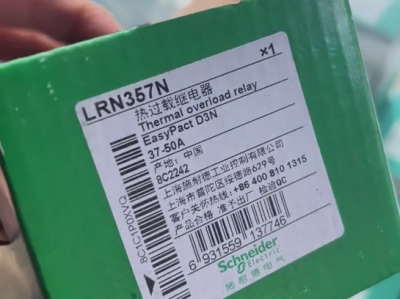 LRN357N
×1
热过载继电器
Thermal overload relay
EasyPact D3N
37-50A
产地: 中国
8C2242
上海施耐德工业控制有限公司
上海市普陀区绥德路629号
客户关怀热线: +86 400 810 1315
产品合格 准予出厂 检验QC
8C1C1P0XVQ
6 931559 137746
Schneider
Electric
施耐德电气